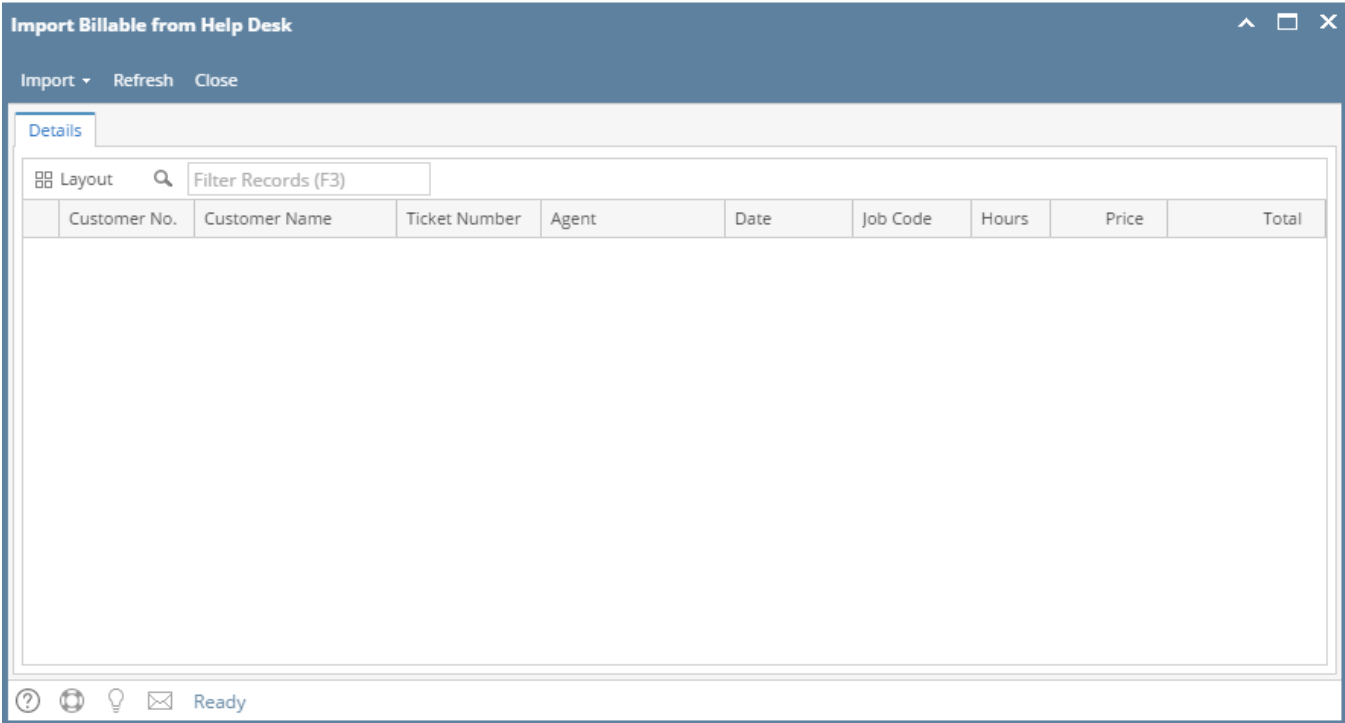 Import Billable from Help Desk
Import Refresh Close
Details
Layout Filter Records (F3)
Customer No. Customer Name Ticket Number Agent Date Job Code Hours Price Total
Ready